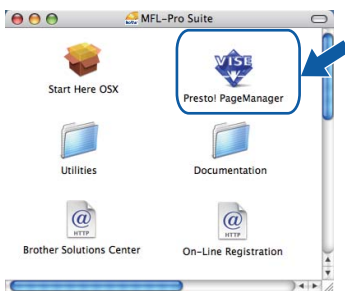 MFL-Pro Suite
VISE
Start Here OSX
Presto! PageManager
Utilities
Documentation
@
HTTP
@
HTTP
Brother Solutions Center
On-Line Registration